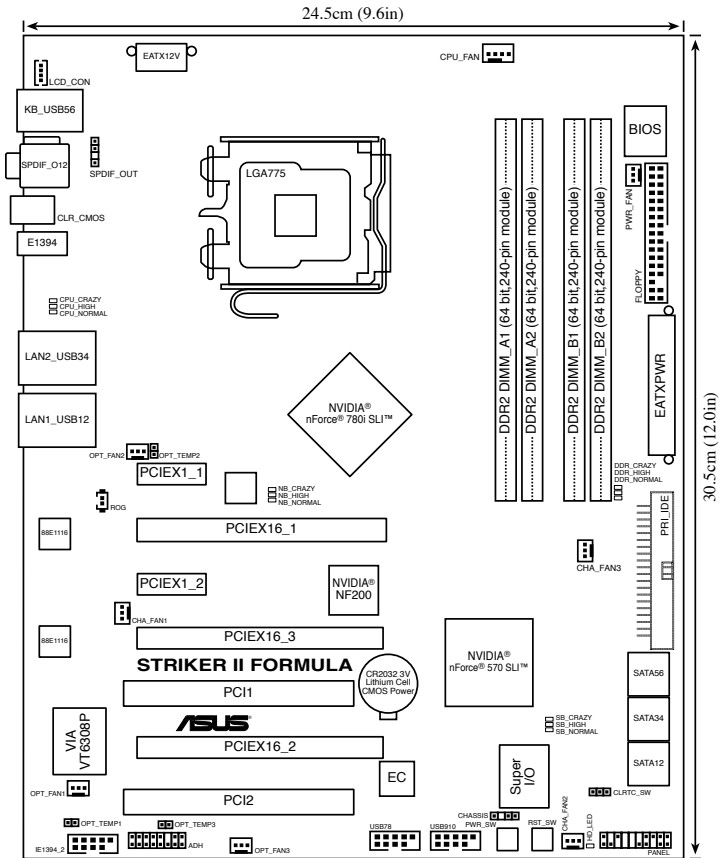 24.5cm (9.6in)
EATX12V
CPU_FAN
LCD_CON
KB_USB56
BIOS
SPDIF_O12
SPDIF_OUT
LGA775
PWR_FAN
CLR_CMOS
E1394
FLOPPY
DDR2 DIMM_A1 (64 bit,240-pin module)
DDR2 DIMM_A2 (64 bit,240-pin module)
DDR2 DIMM_B1 (64 bit,240-pin module)
DDR2 DIMM_B2 (64 bit,240-pin module)
CPU_CRAZY
CPU_HIGH
CPU_NORMAL
LAN2_USB34
EATXPWR
LAN1_USB12
NVIDIA®
nForce® 780i SLI™
30.5cm (12.0in)
OPT_FAN2
OPT_TEMP2
PCIEX1_1
DDR_CRAZY
DDR_HIGH
DDR_NORMAL
NB_CRAZY
NB_HIGH
NB_NORMAL
ROG
PRI_IDE
88E1116
PCIEX16_1
CHA_FAN3
PCIEX1_2
NVIDIA®
NF200
CHA_FAN1
88E1116
PCIEX16_3
NVIDIA®
nForce® 570 SLI™
STRIKER II FORMULA
CR2032 3V
Lithium Cell
CMOS Power
SATA56
PCI1
SATA34
ASUS
SB_CRAZY
SB_HIGH
SB_NORMAL
VIA
VT6308P
PCIEX16_2
SATA12
EC
Super
I/O
OPT_FAN1
CLRTC_SW
PCI2
CHASSIS
OPT_TEMP1
OPT_TEMP3
USB78
USB910
PWR_SW
RST_SW
CHA_FAN2
HD_LED
IE1394_2
ADH
OPT_FAN3
PANEL